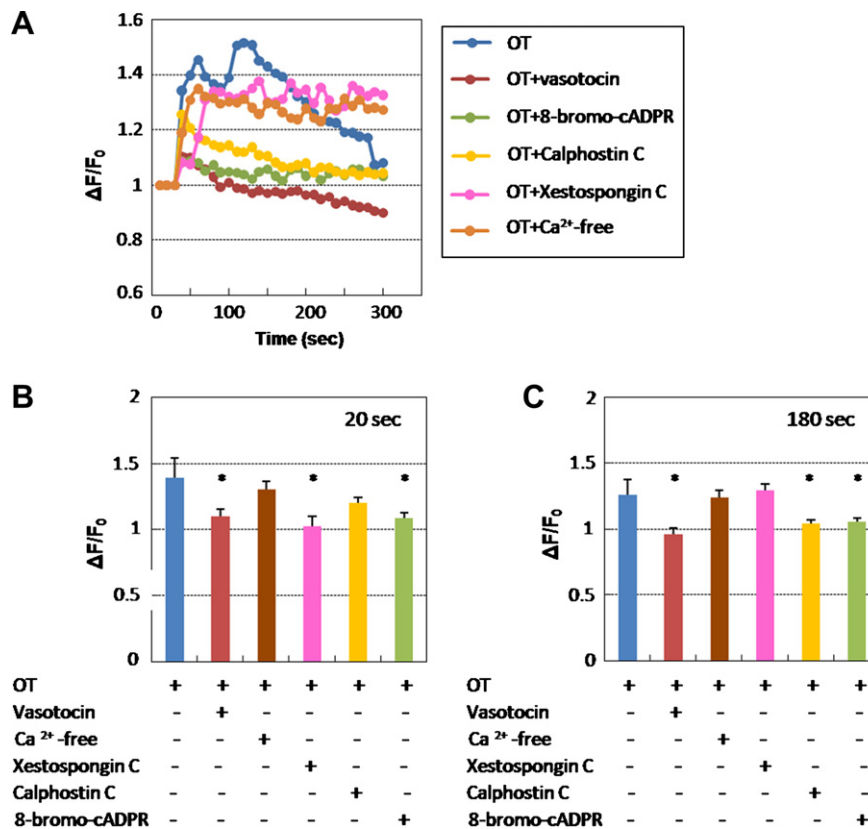 A
1.6
1.4
1.2
1
0.8
0.6
ΔF/F₀
0 100 200 300
Time (sec)
OT
OT+vasotocin
OT+8-bromo-cADPR
OT+Calphostin C
OT+Xestospongin C
OT+Ca²⁺-free
B
20 sec
2
1.5
1
0.5
0
ΔF/F₀
* * *
OT + + + + + +
Vasotocin – + – – – –
Ca ²⁺ -free – – + – – –
Xestospongin C – – – + – –
Calphostin C – – – – + –
8-bromo-cADPR – – – – – +
C
180 sec
2
1.5
1
0.5
0
ΔF/F₀
* * *
OT + + + + + +
Vasotocin – + – – – –
Ca ²⁺ -free – – + – – –
Xestospongin C – – – + – –
Calphostin C – – – – + –
8-bromo-cADPR – – – – – +